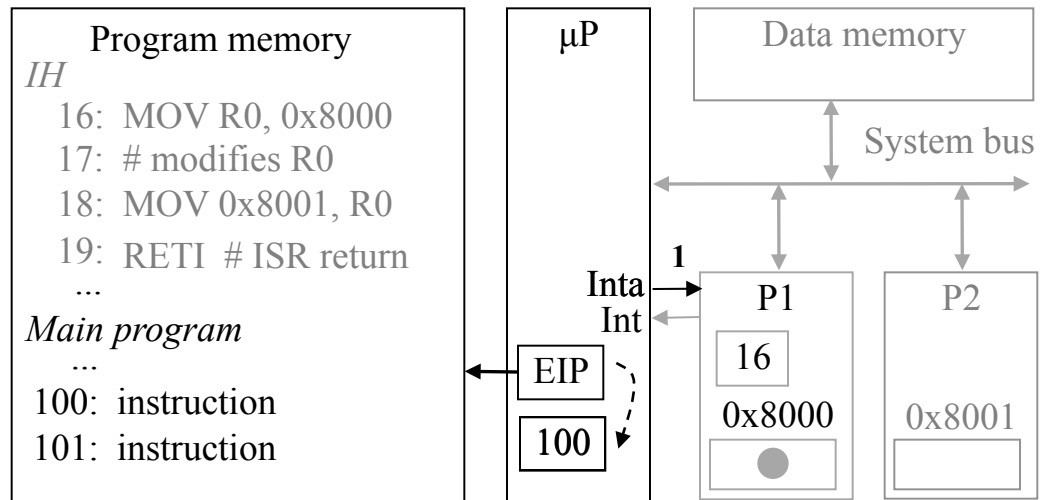 Program memory
IH
16: MOV R0, 0x8000
17: # modifies R0
18: MOV 0x8001, R0
19: RETI # ISR return
...
Main program
...
100: instruction
101: instruction
μP
Inta
Int
EIP
100
Data memory
System bus
1
P1
16
0x8000
P2
0x8001